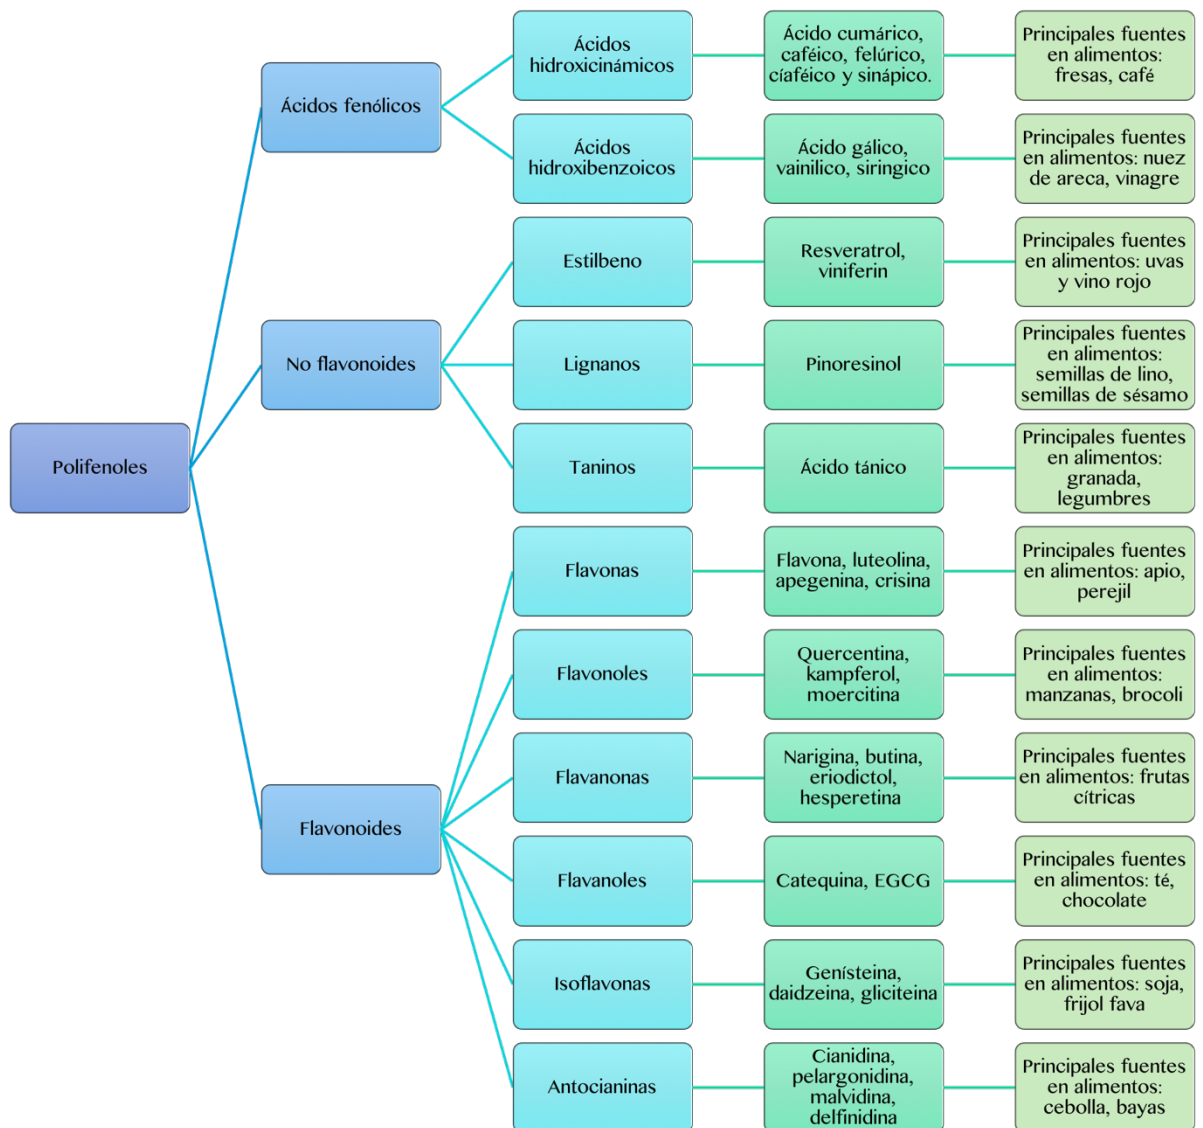 Polifenoles
Ácidos fenólicos
Ácidos
hidroxicinámicos
Ácido cumárico,
caféico, felúrico,
cíaféico y sinápico.
Principales fuentes
en alimentos:
fresas, café
Ácidos
hidroxibenzoicos
Ácido gálico,
vainilico, siringico
Principales fuentes
en alimentos: nuez
de areca, vinagre
No flavonoides
Estilbeno
Resveratrol,
viniferin
Principales fuentes
en alimentos: uvas
y vino rojo
Lignanos
Pinoresinol
Principales fuentes
en alimentos:
semillas de lino,
semillas de sésamo
Taninos
Ácido tánico
Principales fuentes
en alimentos:
granada,
legumbres
Flavonoides
Flavonas
Flavona, luteolina,
apegenina, crisina
Principales fuentes
en alimentos: apio,
perejil
Flavonoles
Quercentina,
kampferol,
moercitina
Principales fuentes
en alimentos:
manzanas, brocoli
Flavanonas
Narigina, butina,
eriodictol,
hesperetina
Principales fuentes
en alimentos: frutas
cítricas
Flavanoles
Catequina, EGCG
Principales fuentes
en alimentos: té,
chocolate
Isoflavonas
Genísteina,
daidzeina, gliciteina
Principales fuentes
en alimentos: soja,
frijol fava
Antocianinas
Cianidina,
pelargonidina,
malvidina,
delfinidina
Principales fuentes
en alimentos:
cebolla, bayas